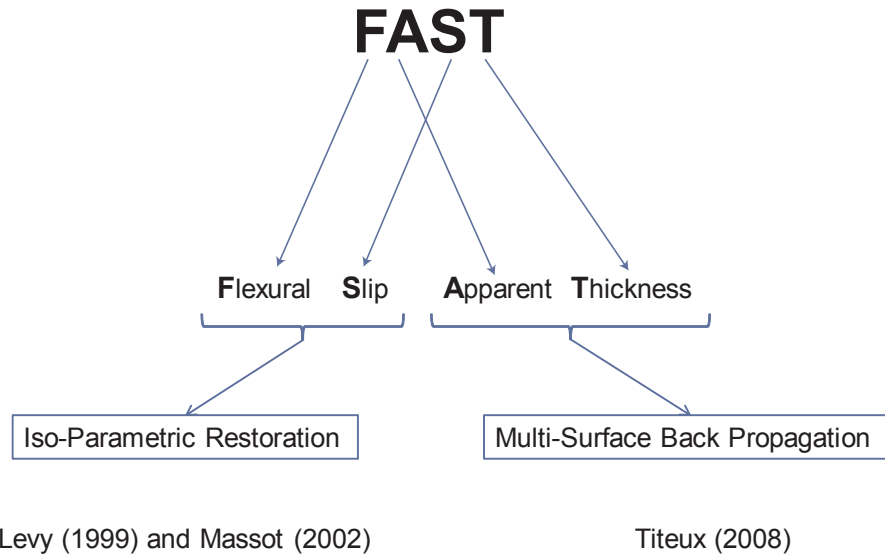 FAST
Flexural Slip Apparent Thickness
Iso-Parametric Restoration Multi-Surface Back Propagation
Levy (1999) and Massot (2002) Titeux (2008)